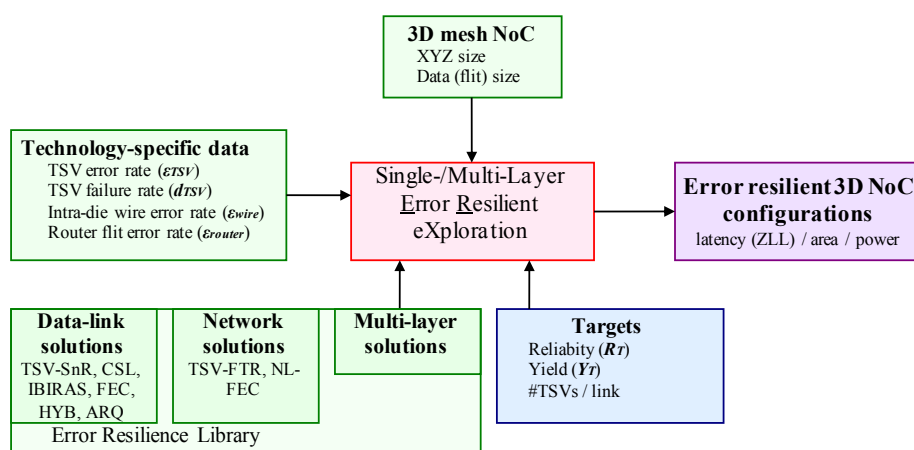 3D mesh NoC
XYZ size
Data (flit) size
Technology-specific data
TSV error rate (εTSV)
TSV failure rate (dTSV)
Intra-die wire error rate (εwire)
Router flit error rate (εrouter)
Single-/Multi-Layer
Error Resilient
eXploration
Error resilient 3D NoC
configurations
latency (ZLL) / area / power
Data-link
solutions
TSV-SnR, CSL,
IBIRAS, FEC,
HYB, ARQ
Network
solutions
TSV-FTR, NL-
FEC
Multi-layer
solutions
Error Resilience Library
Targets
Reliabity (RT)
Yield (YT)
#TSVs / link